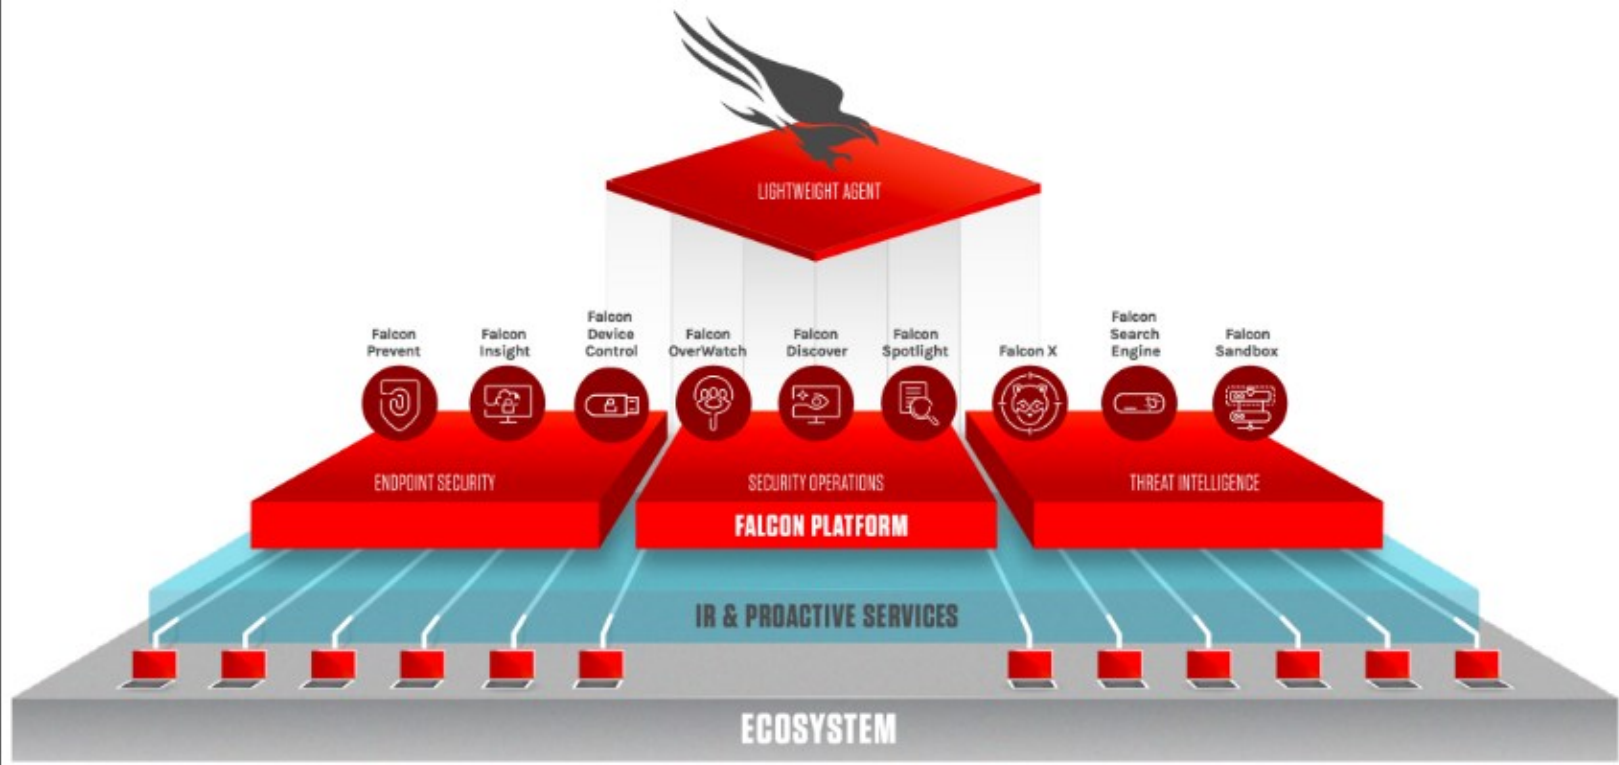 LIGHTWEIGHT AGENT
Falcon
Prevent
Falcon
Insight
Falcon
Device
Control
Falcon
OverWatch
Falcon
Discover
Falcon
Spotlight
Falcon X
Falcon
Search
Engine
Falcon
Sandbox
ENDPOINT SECURITY
SECURITY OPERATIONS
THREAT INTELLIGENCE
FALCON PLATFORM
IR & PROACTIVE SERVICES
ECOSYSTEM